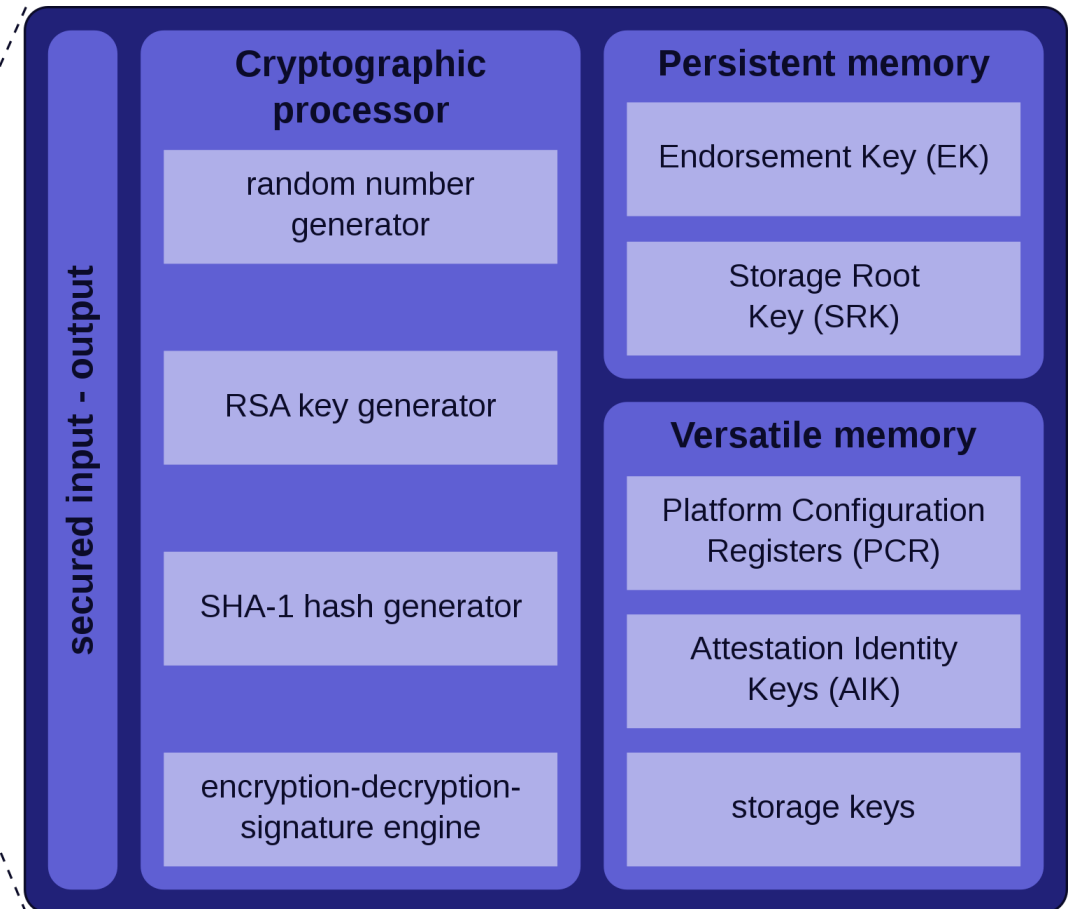 secured input - output
Cryptographic
processor
random number
generator
RSA key generator
SHA-1 hash generator
encryption-decryption-
signature engine
Persistent memory
Endorsement Key (EK)
Storage Root
Key (SRK)
Versatile memory
Platform Configuration
Registers (PCR)
Attestation Identity
Keys (AIK)
storage keys